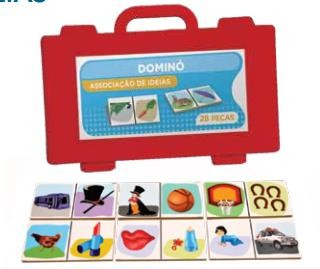 DOMINÓ
ASSOCIAÇÃO DE IDEIAS
28 PEÇAS